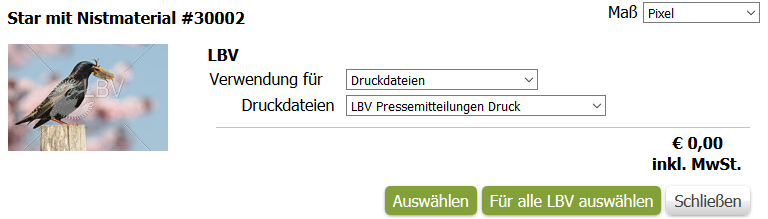 Star mit Nistmaterial #30002
Maß Pixel
LBV
LBV
Verwendung für Druckdateien
Druckdateien LBV Pressemitteilungen Druck
€ 0,00
inkl. MwSt.
Auswählen Für alle LBV auswählen Schließen